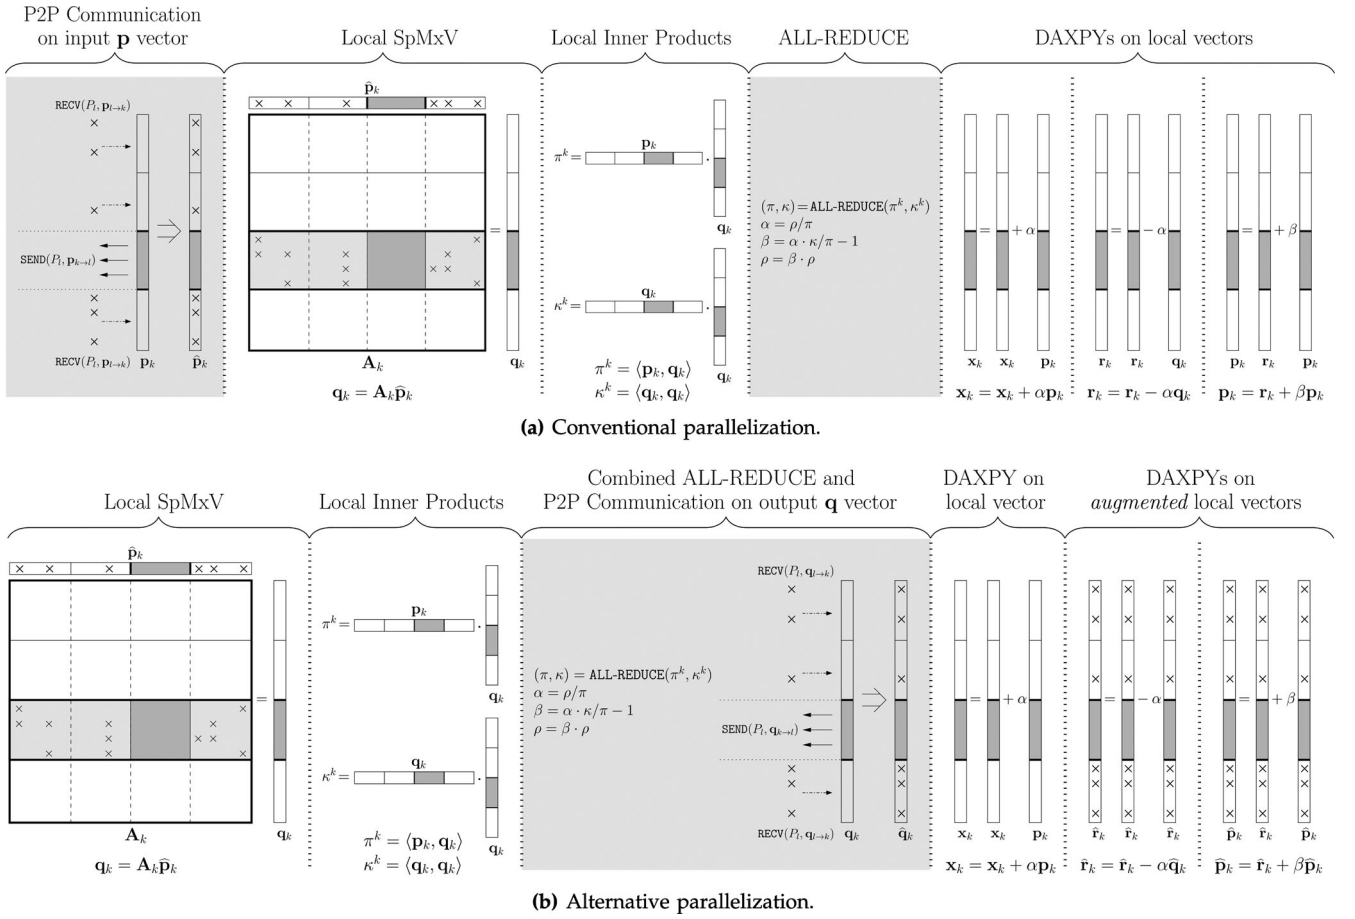 P2P Communication
on input p vector
Local SpMxV
Local Inner Products
ALL-REDUCE
DAXPYs on local vectors
RECV(P_l, p_{l→k})
SEND(P_l, p_{k→l})
RECV(P_l, p_{l→k})
p_k
p̂_k
p̂_k
=
A_k
q_k
q_k = A_k p̂_k
p_k
π^k =
·
q_k
q_k
κ^k =
·
q_k
π^k = ⟨p_k, q_k⟩
κ^k = ⟨q_k, q_k⟩
(π, κ) = ALL-REDUCE(π^k, κ^k)
α = ρ/π
β = α · κ/π − 1
ρ = β · ρ
= + α
x_k x_k p_k
x_k = x_k + αp_k
= − α
r_k r_k q_k
r_k = r_k − αq_k
= + β
p_k r_k p_k
p_k = r_k + βp_k
(a) Conventional parallelization.
Local SpMxV
Local Inner Products
Combined ALL-REDUCE and
P2P Communication on output q vector
DAXPY on
local vector
DAXPYs on
augmented local vectors
p̂_k
=
A_k
q_k
q_k = A_k p̂_k
p_k
π^k =
·
q_k
q_k
κ^k =
·
q_k
π^k = ⟨p_k, q_k⟩
κ^k = ⟨q_k, q_k⟩
(π, κ) = ALL-REDUCE(π^k, κ^k)
α = ρ/π
β = α · κ/π − 1
ρ = β · ρ
RECV(P_l, q_{l→k})
SEND(P_l, q_{k→l})
RECV(P_l, q_{l→k})
q_k
q̂_k
= + α
x_k x_k p_k
x_k = x_k + αp_k
= − α
r̂_k r̂_k r̂_k
r̂_k = r̂_k − αq̂_k
= + β
p̂_k r̂_k p̂_k
p̂_k = r̂_k + βp̂_k
(b) Alternative parallelization.